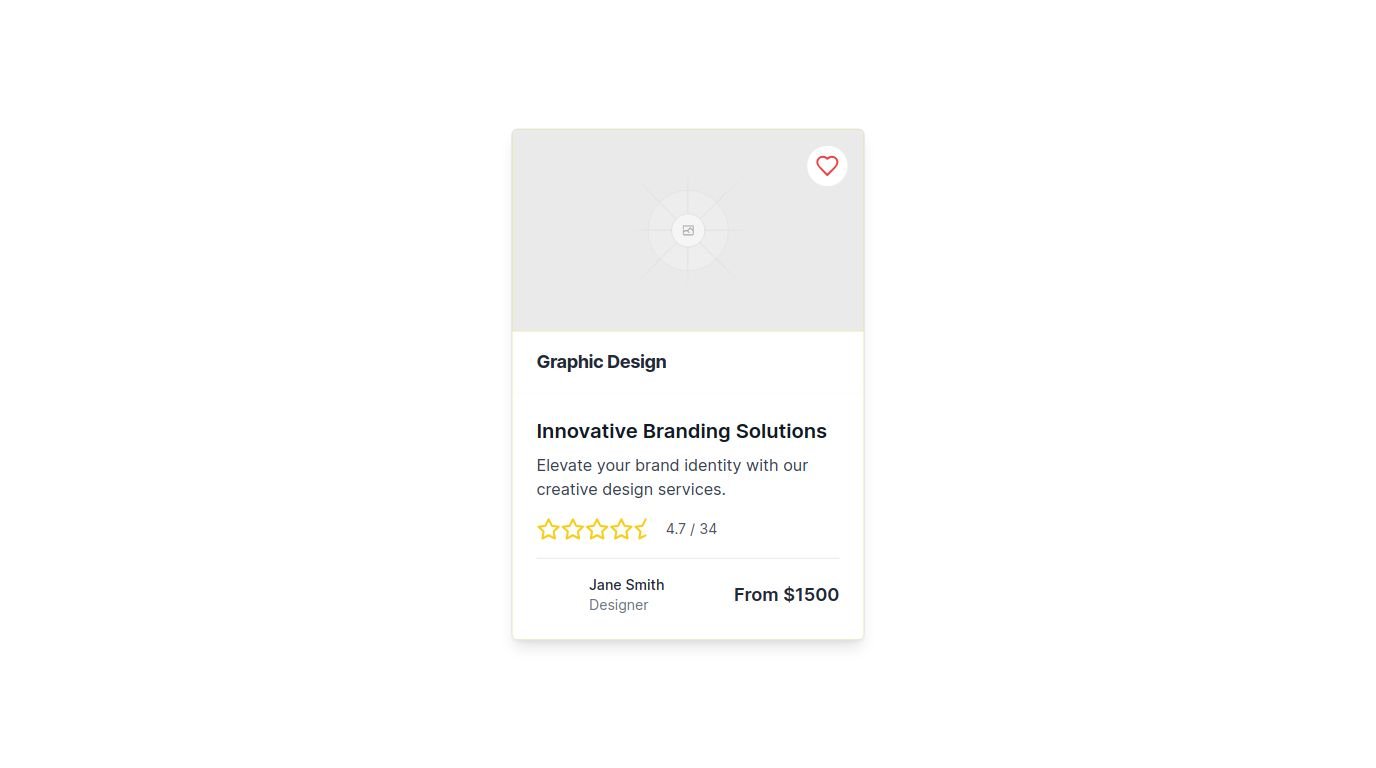 Graphic Design
Innovative Branding Solutions
Elevate your brand identity with our
creative design services.
4.7 / 34
Jane Smith
Designer
From $1500